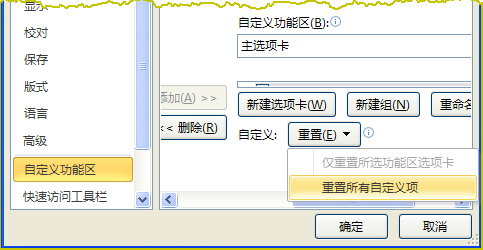 显示
校对
保存
版式
语言
高级
自定义功能区
快速访问工具栏
自定义功能区(B):
主选项卡
添加(A) >>
<< 删除(R)
新建选项卡(W)
新建组(N)
重命名
自定义:
重置(E)
仅重置所选功能区选项卡
重置所有自定义项
确定
取消